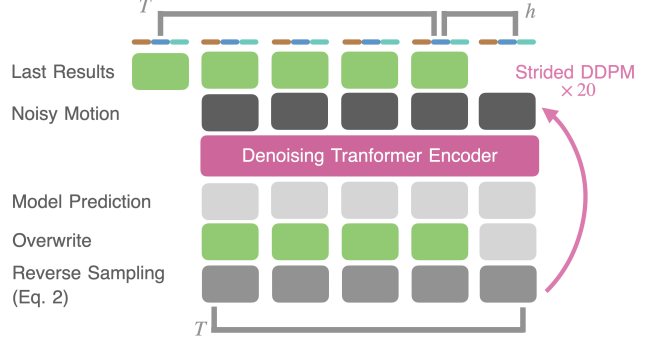 T
h
Last Results
Strided DDPM
× 20
Noisy Motion
Denoising Tranformer Encoder
Model Prediction
Overwrite
Reverse Sampling
(Eq. 2)
T